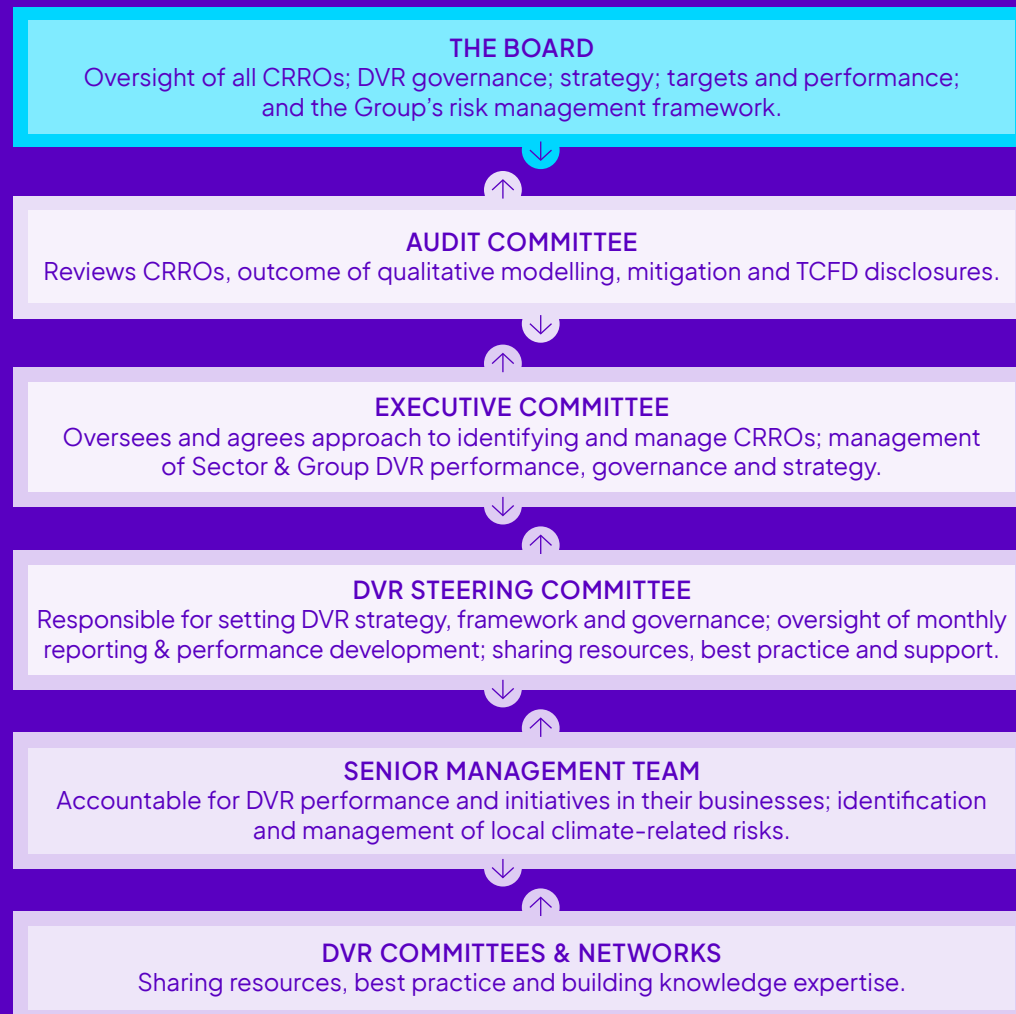 THE BOARD
Oversight of all CRROs; DVR governance; strategy; targets and performance;
and the Group’s risk management framework.
AUDIT COMMITTEE
Reviews CRROs, outcome of qualitative modelling, mitigation and TCFD disclosures.
EXECUTIVE COMMITTEE
Oversees and agrees approach to identifying and manage CRROs; management
of Sector & Group DVR performance, governance and strategy.
DVR STEERING COMMITTEE
Responsible for setting DVR strategy, framework and governance; oversight of monthly
reporting & performance development; sharing resources, best practice and support.
SENIOR MANAGEMENT TEAM
Accountable for DVR performance and initiatives in their businesses; identification
and management of local climate-related risks.
DVR COMMITTEES & NETWORKS
Sharing resources, best practice and building knowledge expertise.